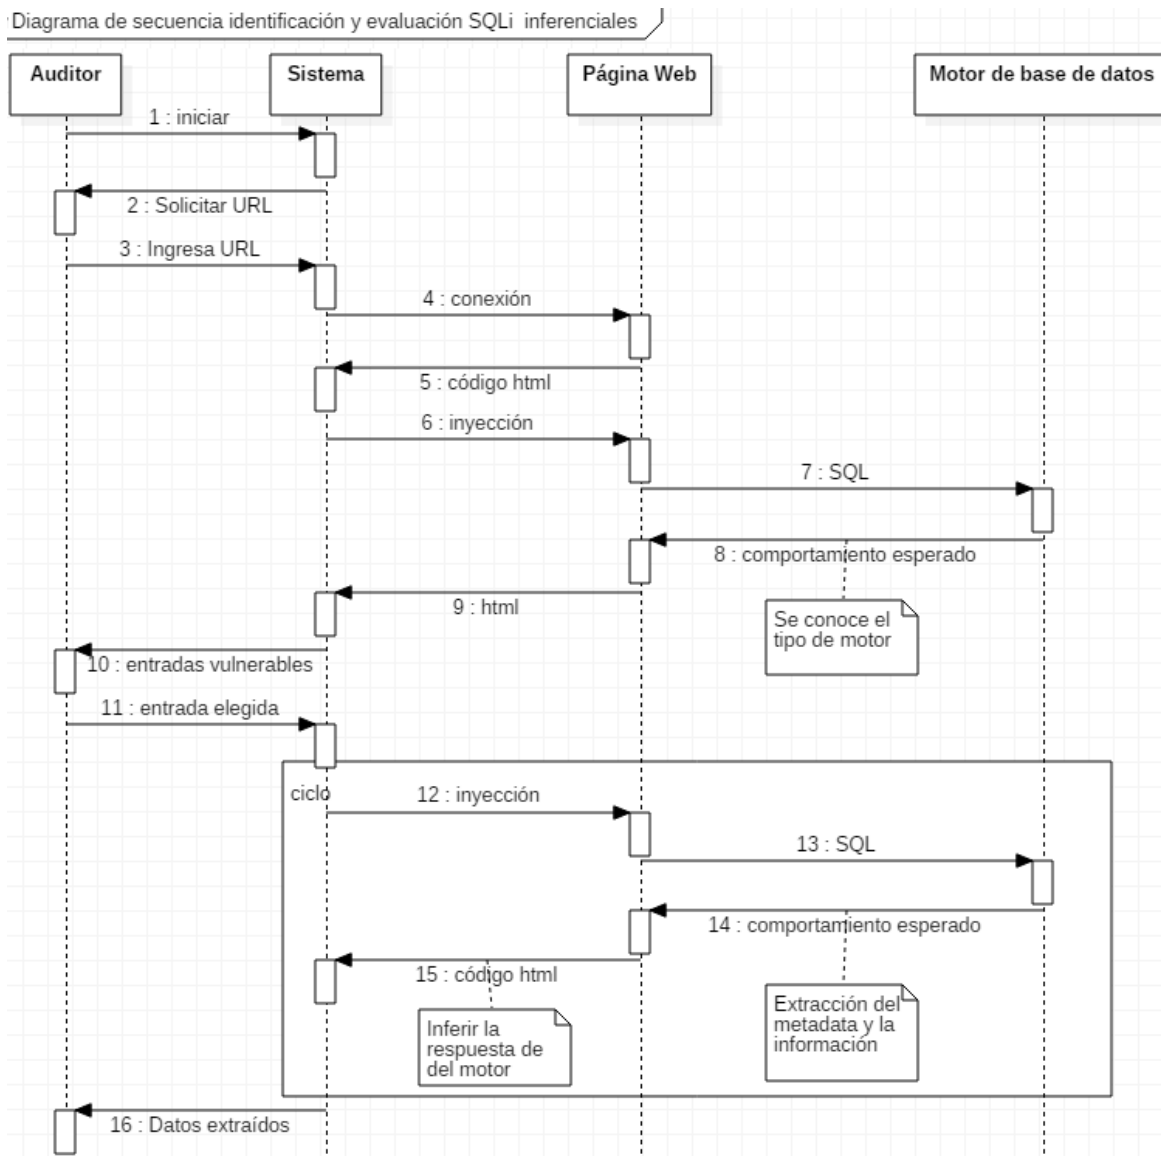 Diagrama de secuencia identificación y evaluación SQLi inferenciales
Auditor
Sistema
Página Web
Motor de base de datos
1 : iniciar
2 : Solicitar URL
3 : Ingresa URL
4 : conexión
5 : código html
6 : inyección
7 : SQL
8 : comportamiento esperado
Se conoce el
tipo de motor
9 : html
10 : entradas vulnerables
11 : entrada elegida
ciclo
12 : inyección
13 : SQL
14 : comportamiento esperado
15 : código html
Extracción del
metadata y la
información
Inferir la
respuesta de
del motor
16 : Datos extraídos